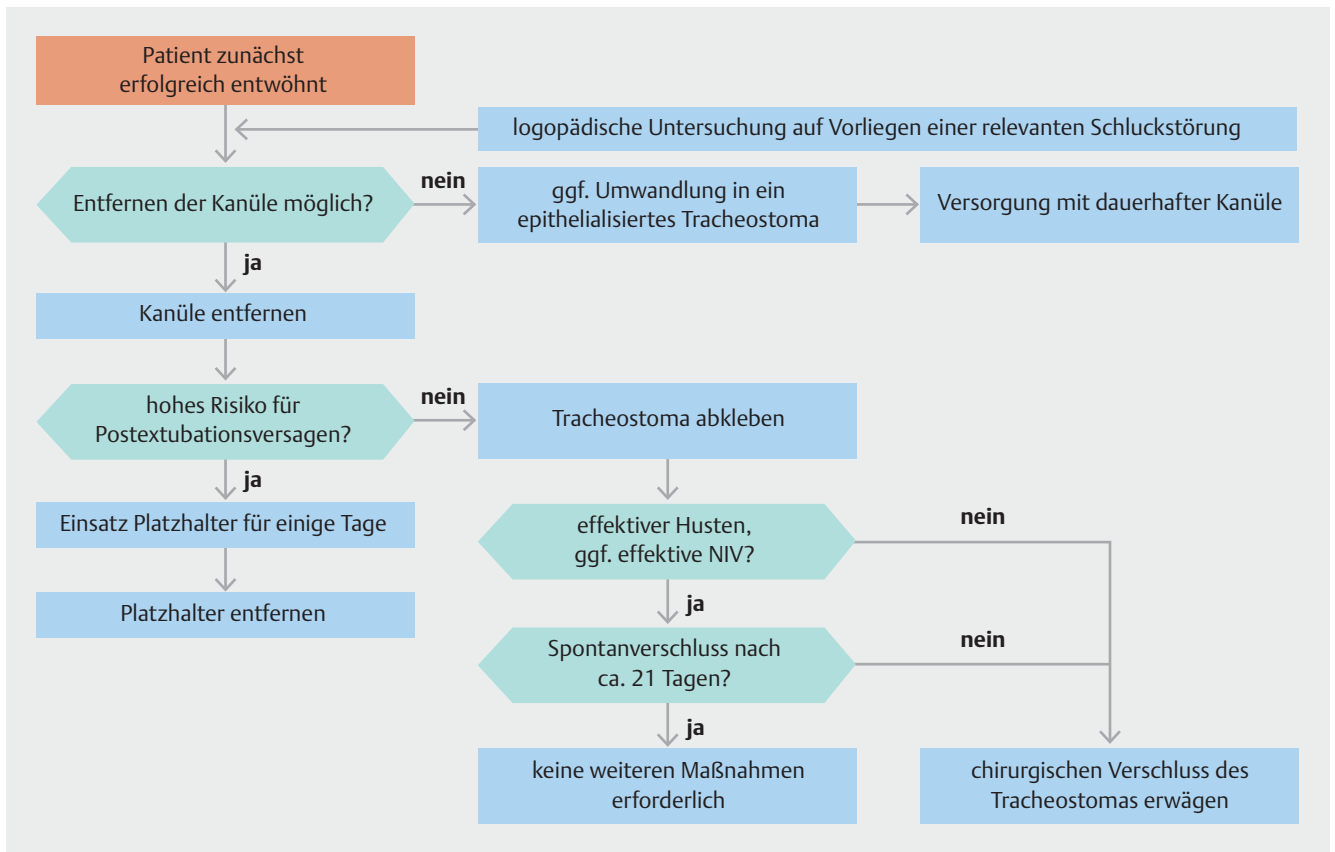 Patient zunächst
erfolgreich entwöhnt
logopädische Untersuchung auf Vorliegen einer relevanten Schluckstörung
Entfernen der Kanüle möglich?
nein
ggf. Umwandlung in ein
epithelialisiertes Tracheostoma
Versorgung mit dauerhafter Kanüle
ja
Kanüle entfernen
hohes Risiko für
Postextubationsversagen?
nein
Tracheostoma abkleben
ja
Einsatz Platzhalter für einige Tage
Platzhalter entfernen
effektiver Husten,
ggf. effektive NIV?
nein
ja
Spontanverschluss nach
ca. 21 Tagen?
nein
ja
keine weiteren Maßnahmen
erforderlich
chirurgischen Verschluss des
Tracheostomas erwägen